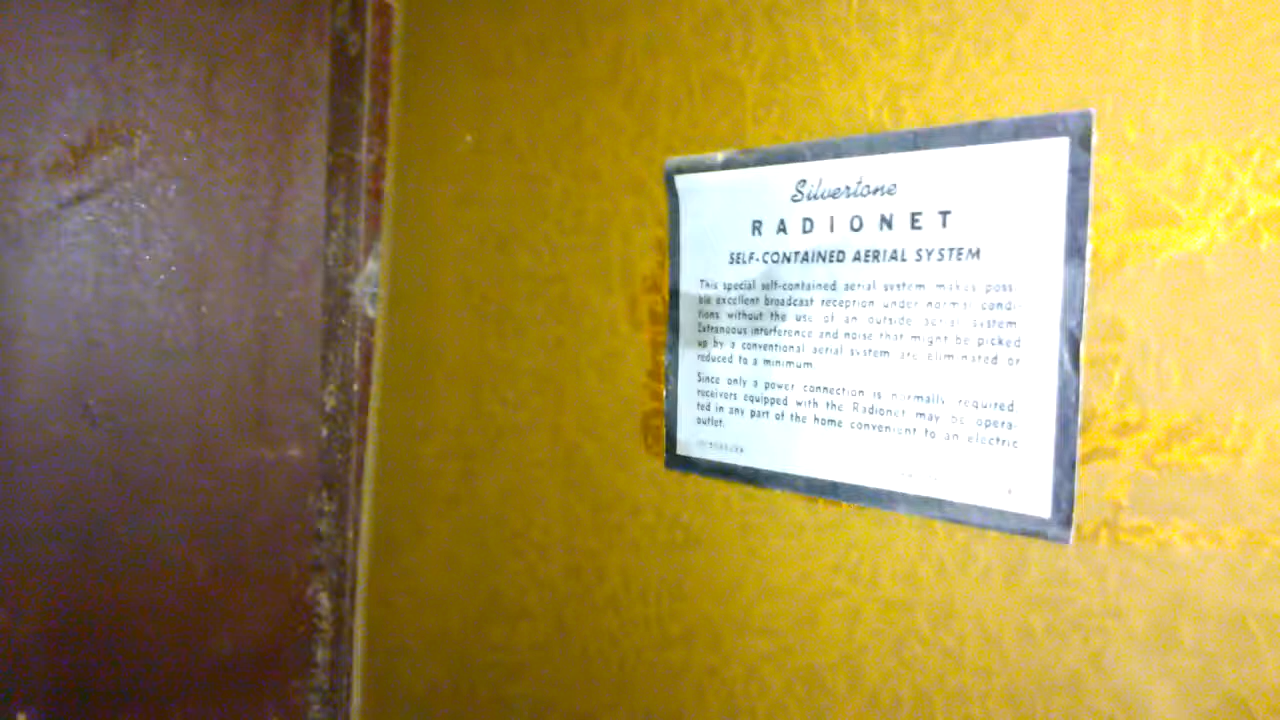 Silvertone
RADIONET
SELF-CONTAINED AERIAL SYSTEM
This special self-contained aerial system makes possi-
ble excellent broadcast reception under normal condi-
tions without the use of an outside aerial system.
Extraneous interference and noise that might be picked
up by a conventional aerial system are eliminated or
reduced to a minimum.
Since only a power connection is normally required,
receivers equipped with the Radionet may be opera-
ted in any part of the home convenient to an electric
outlet.